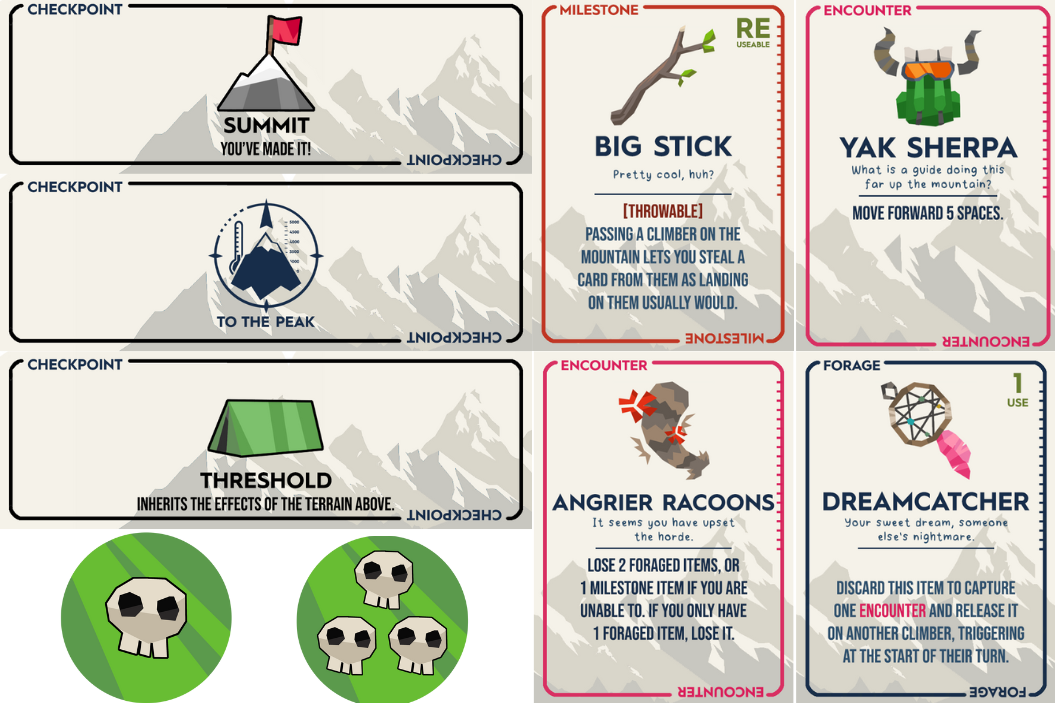 CHECKPOINT
SUMMIT
YOU'VE MADE IT!
CHECKPOINT
CHECKPOINT
TO THE PEAK
CHECKPOINT
CHECKPOINT
THRESHOLD
INHERITS THE EFFECTS OF THE TERRAIN ABOVE.
CHECKPOINT
MILESTONE
RE
USEABLE
BIG STICK
Pretty cool, huh?
[THROWABLE]
PASSING A CLIMBER ON THE
MOUNTAIN LETS YOU STEAL A
CARD FROM THEM AS LANDING
ON THEM USUALLY WOULD.
MILESTONE
ENCOUNTER
YAK SHERPA
What is a guide doing this
far up the mountain?
MOVE FORWARD 5 SPACES.
ENCOUNTER
ENCOUNTER
ANGRIER RACOONS
It seems you have upset
the horde.
LOSE 2 FORAGED ITEMS, OR
1 MILESTONE ITEM IF YOU ARE
UNABLE TO. IF YOU ONLY HAVE
1 FORAGED ITEM, LOSE IT.
ENCOUNTER
FORAGE
1
USE
DREAMCATCHER
Your sweet dream, someone
else's nightmare.
DISCARD THIS ITEM TO CAPTURE
ONE ENCOUNTER AND RELEASE IT
ON ANOTHER CLIMBER, TRIGGERING
AT THE START OF THEIR TURN.
FORAGE